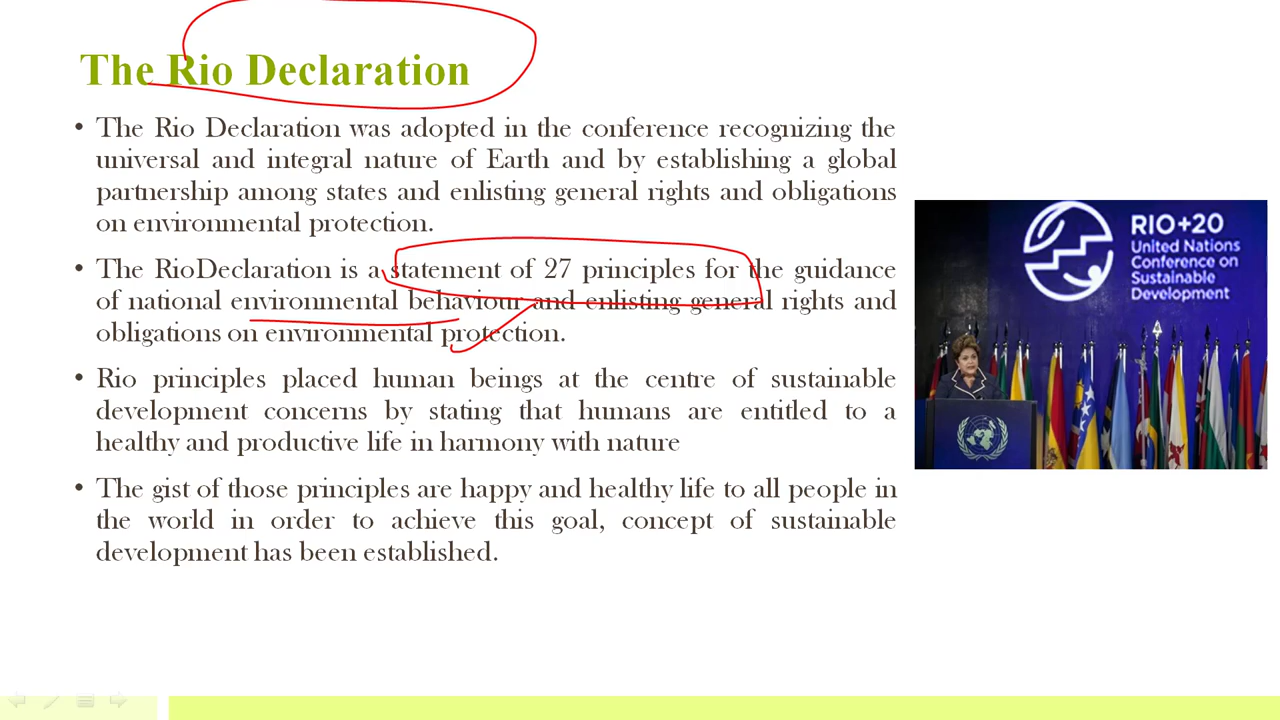 The Rio Declaration
• The Rio Declaration was adopted in the conference recognizing the
universal and integral nature of Earth and by establishing a global
partnership among states and enlisting general rights and obligations
on environmental protection.
• The RioDeclaration is a statement of 27 principles for the guidance
of national environmental behaviour and enlisting general rights and
obligations on environmental protection.
• Rio principles placed human beings at the centre of sustainable
development concerns by stating that humans are entitled to a
healthy and productive life in harmony with nature
• The gist of those principles are happy and healthy life to all people in
the world in order to achieve this goal, concept of sustainable
development has been established.
RIO+20
United Nations
Conference on
Sustainable
Development